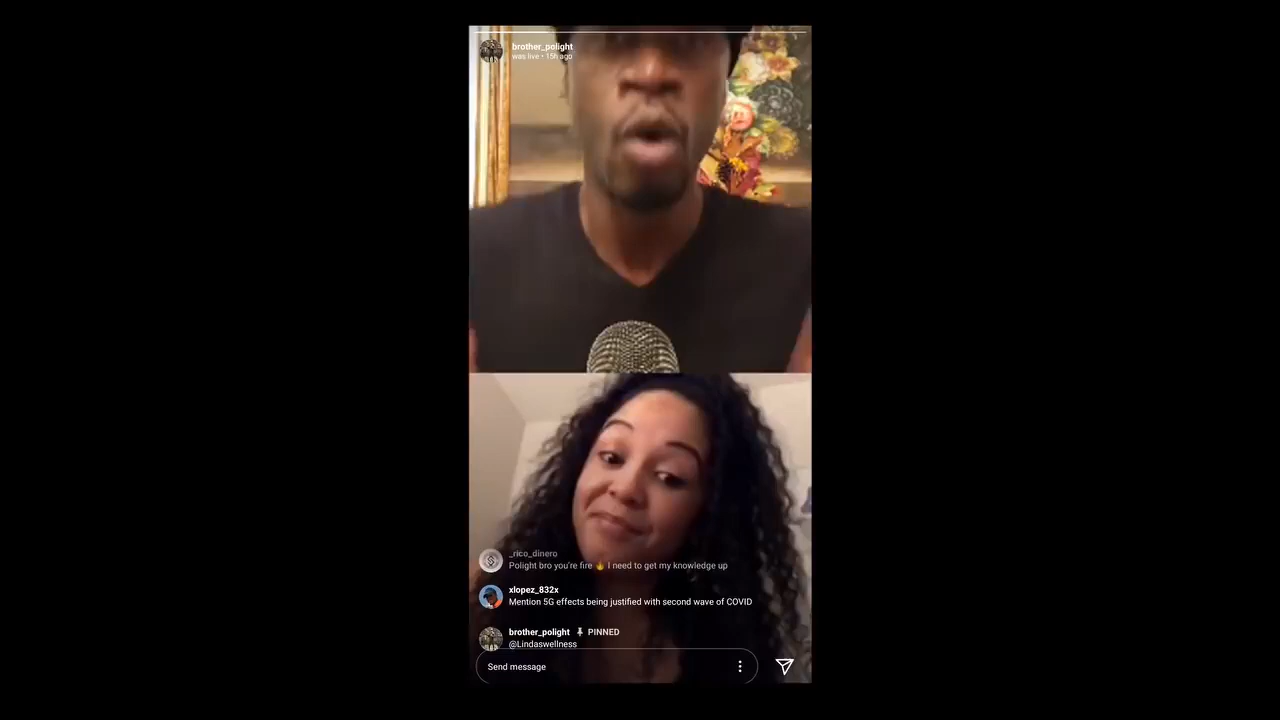 brother_polight
was live • 15h ago
_rico_dinero
Polight bro you're fire 🔥 I need to get my knowledge up
xlopez_832x
Mention 5G effects being justified with second wave of COVID
brother_polight PINNED
@Lindaswellness
Send message